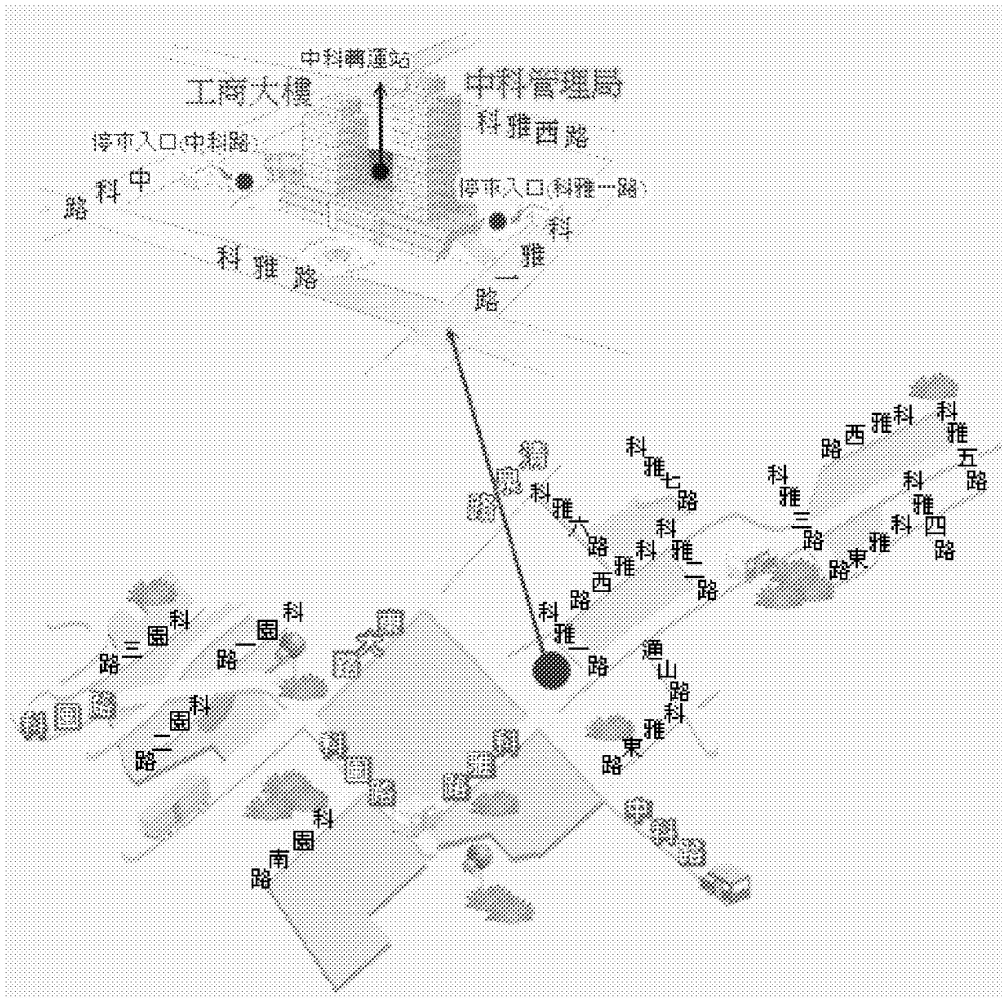 中科轉運站
工商大樓
中科管理局
科雅西路
停車入口(中科路)
停車入口(科雅一路)
中科路
科雅路
科雅一路
科雅西路
科雅五路
科雅七路
科雅六路
科雅三路
科雅四路
科雅東路
科雅西路
科雅二路
科雅一路
科園三路
科園一路
通山路
科園路
科園二路
科雅東路
科園路
科雅路
中科路
科園南路